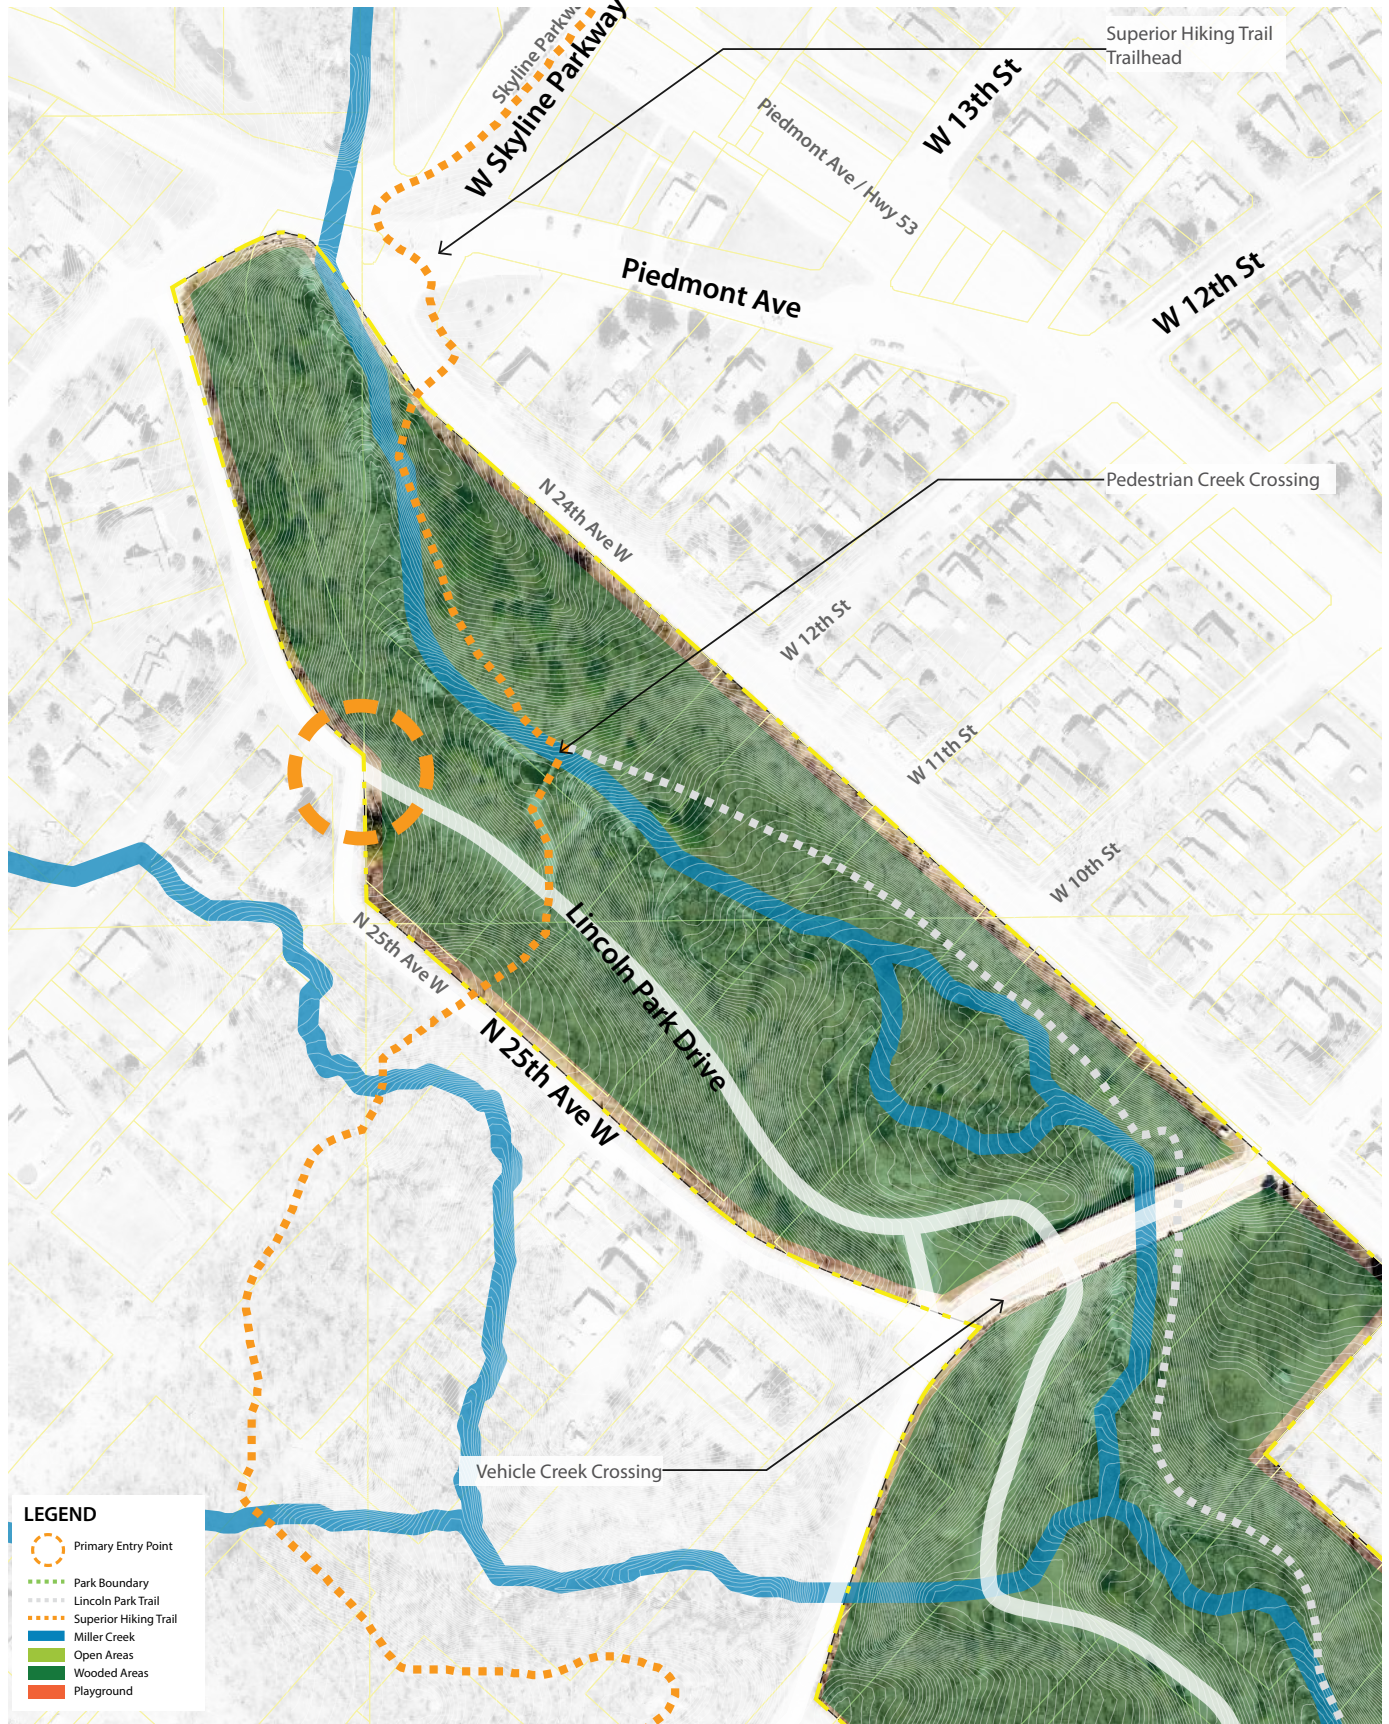 Skyline Parkw
W Skyline Parkway
Superior Hiking Trail
Trailhead
W 13th St
Piedmont Ave / Hwy 53
W 12th St
Piedmont Ave
Pedestrian Creek Crossing
N 24th Ave W
W 12th St
W 11th St
W 10th St
N 25th Ave W
Lincoln Park Drive
N 25th Ave W
Vehicle Creek Crossing
LEGEND
Primary Entry Point
Park Boundary
Lincoln Park Trail
Superior Hiking Trail
Miller Creek
Open Areas
Wooded Areas
Playground